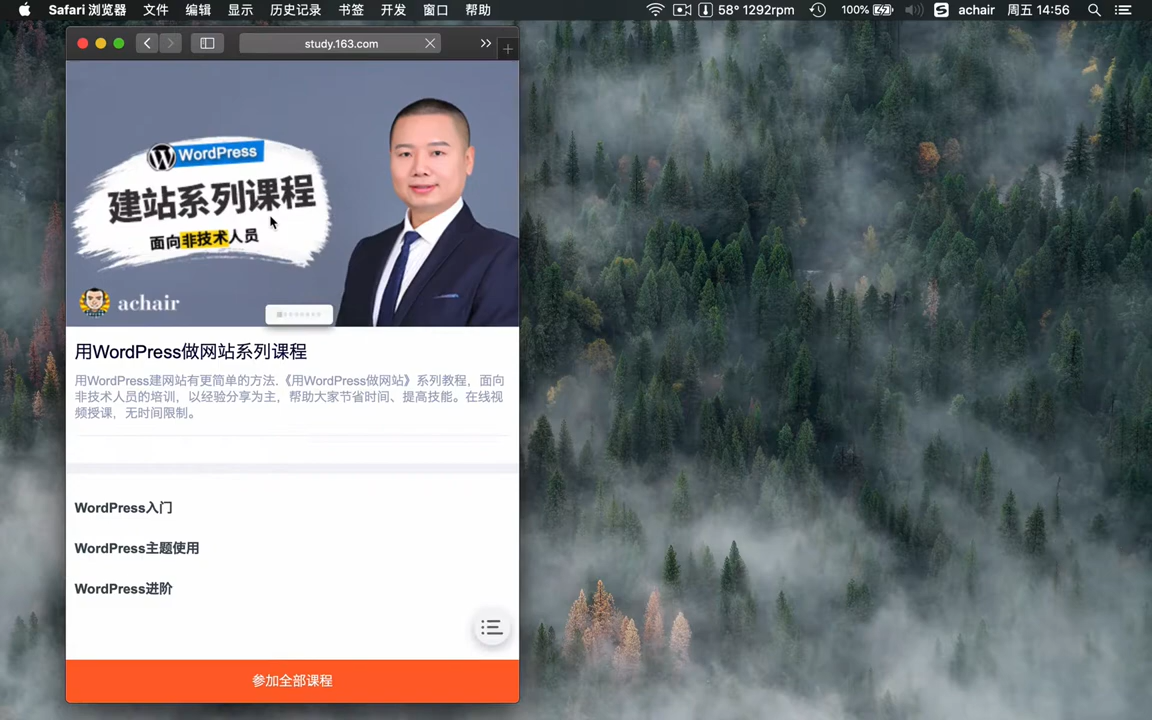 Safari 浏览器 文件 编辑 显示 历史记录 书签 开发 窗口 帮助 58° 1292rpm 100% achair 周五 14:56
study.163.com
WordPress
建站系列课程
面向非技术人员
achair
用WordPress做网站系列课程
用WordPress建网站有更简单的方法.《用WordPress做网站》系列教程，面向
非技术人员的培训，以经验分享为主，帮助大家节省时间、提高技能。在线视
频授课，无时间限制。
WordPress入门
WordPress主题使用
WordPress进阶
参加全部课程